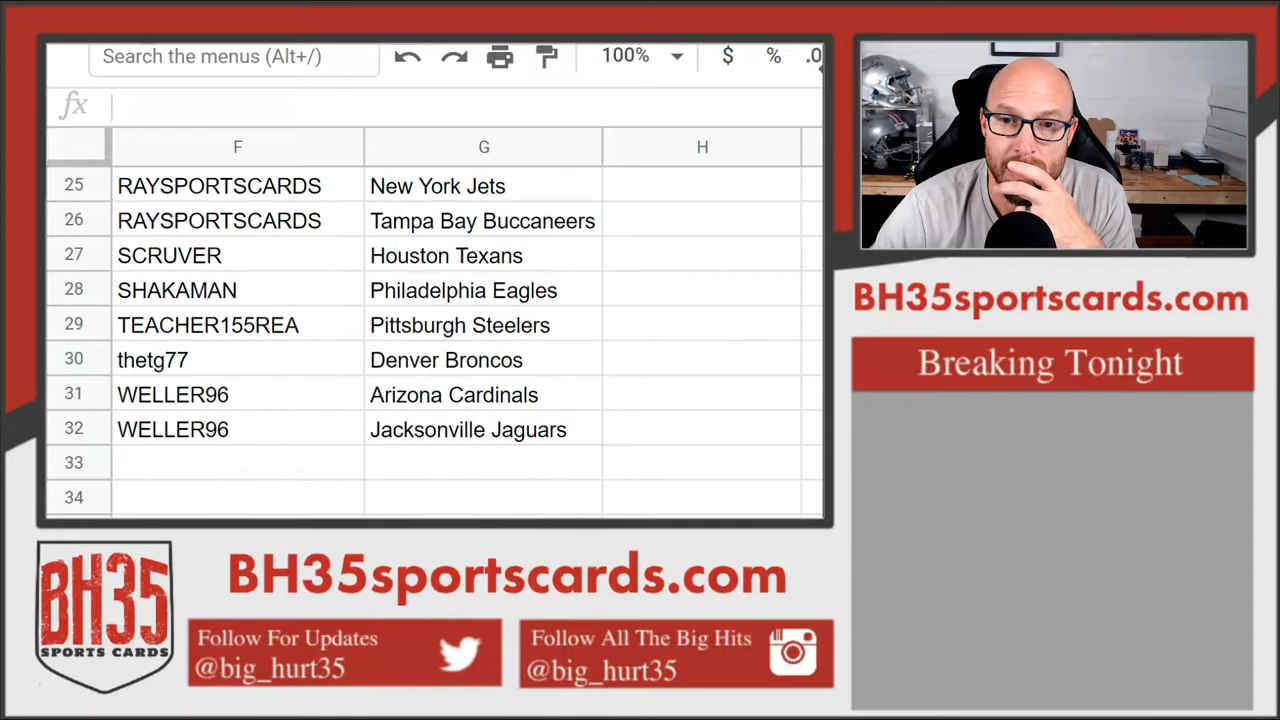 Search the menus (Alt+/)
100%
$
%
.0
fx
F G H
25 RAYSPORTSCARDS New York Jets
26 RAYSPORTSCARDS Tampa Bay Buccaneers
27 SCRUVER Houston Texans
28 SHAKAMAN Philadelphia Eagles
29 TEACHER155REA Pittsburgh Steelers
30 thetg77 Denver Broncos
31 WELLER96 Arizona Cardinals
32 WELLER96 Jacksonville Jaguars
33
34
BH35sportscards.com
Breaking Tonight
BH35
SPORTS CARDS
BH35sportscards.com
Follow For Updates
@big_hurt35
Follow All The Big Hits
@big_hurt35